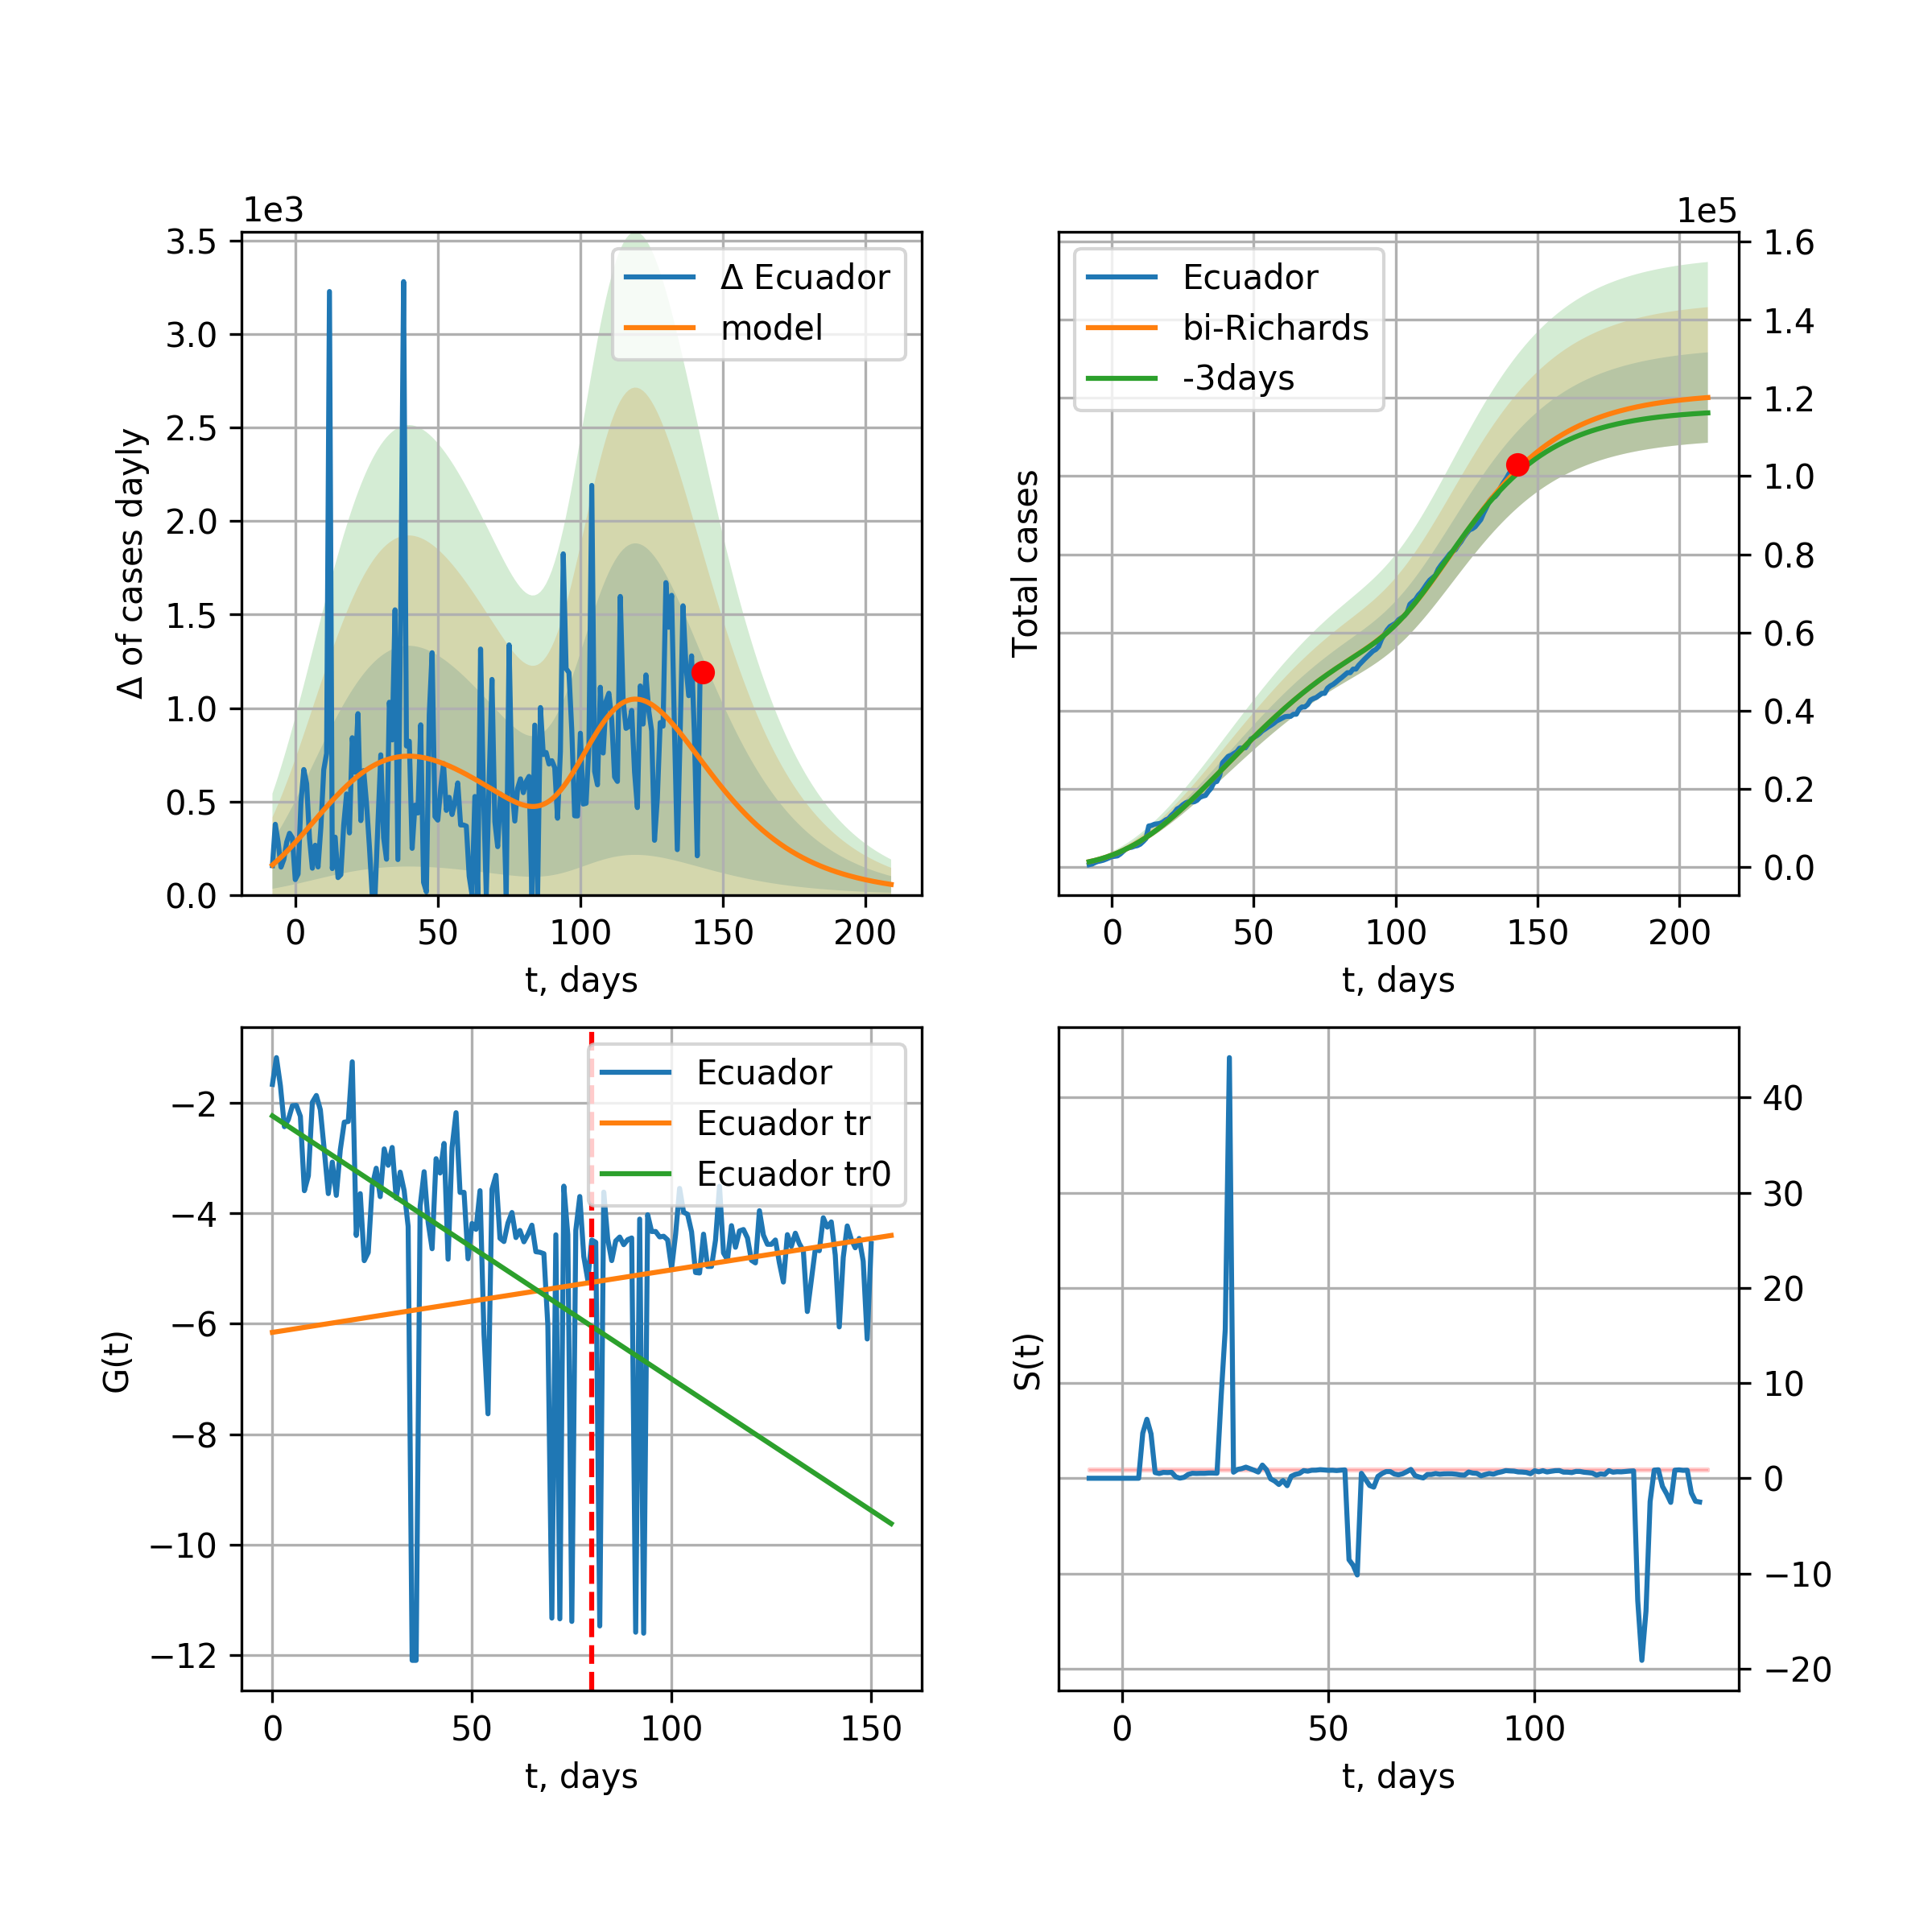 1e3
3.5
3.0
2.5
2.0
1.5
1.0
0.5
0.0
Δ of cases dayly
Δ Ecuador
model
0 50 100 150 200
t, days
1e5
1.6
1.4
1.2
1.0
0.8
0.6
0.4
0.2
0.0
Total cases
Ecuador
bi-Richards
-3days
0 50 100 150 200
t, days
−2
−4
−6
−8
−10
−12
G(t)
Ecuador
Ecuador tr
Ecuador tr0
0 50 100 150
t, days
40
30
20
10
0
−10
−20
S(t)
0 50 100
t, days